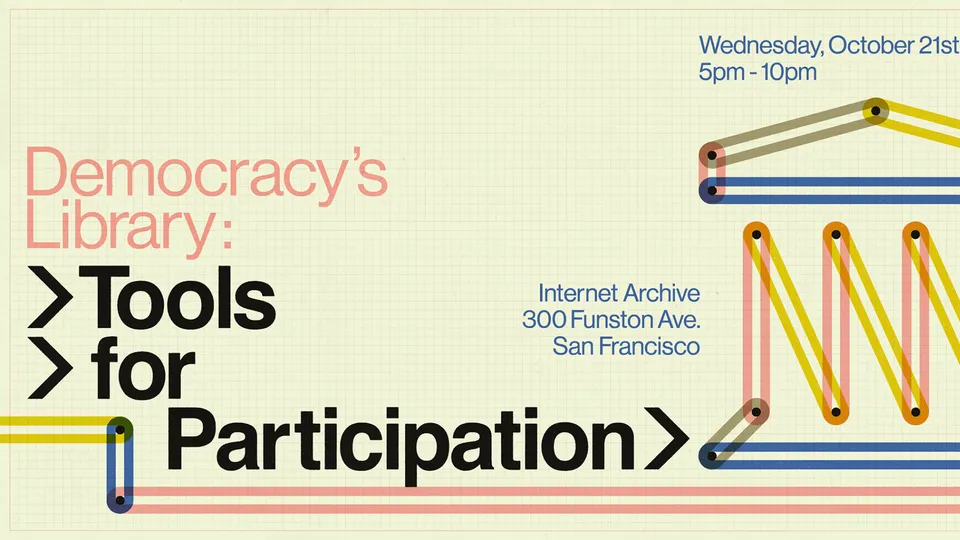 Wednesday, October 21st
5pm - 10pm
Democracy's
Library:
>Tools
> for
Participation>
Internet Archive
300 Funston Ave.
San Francisco